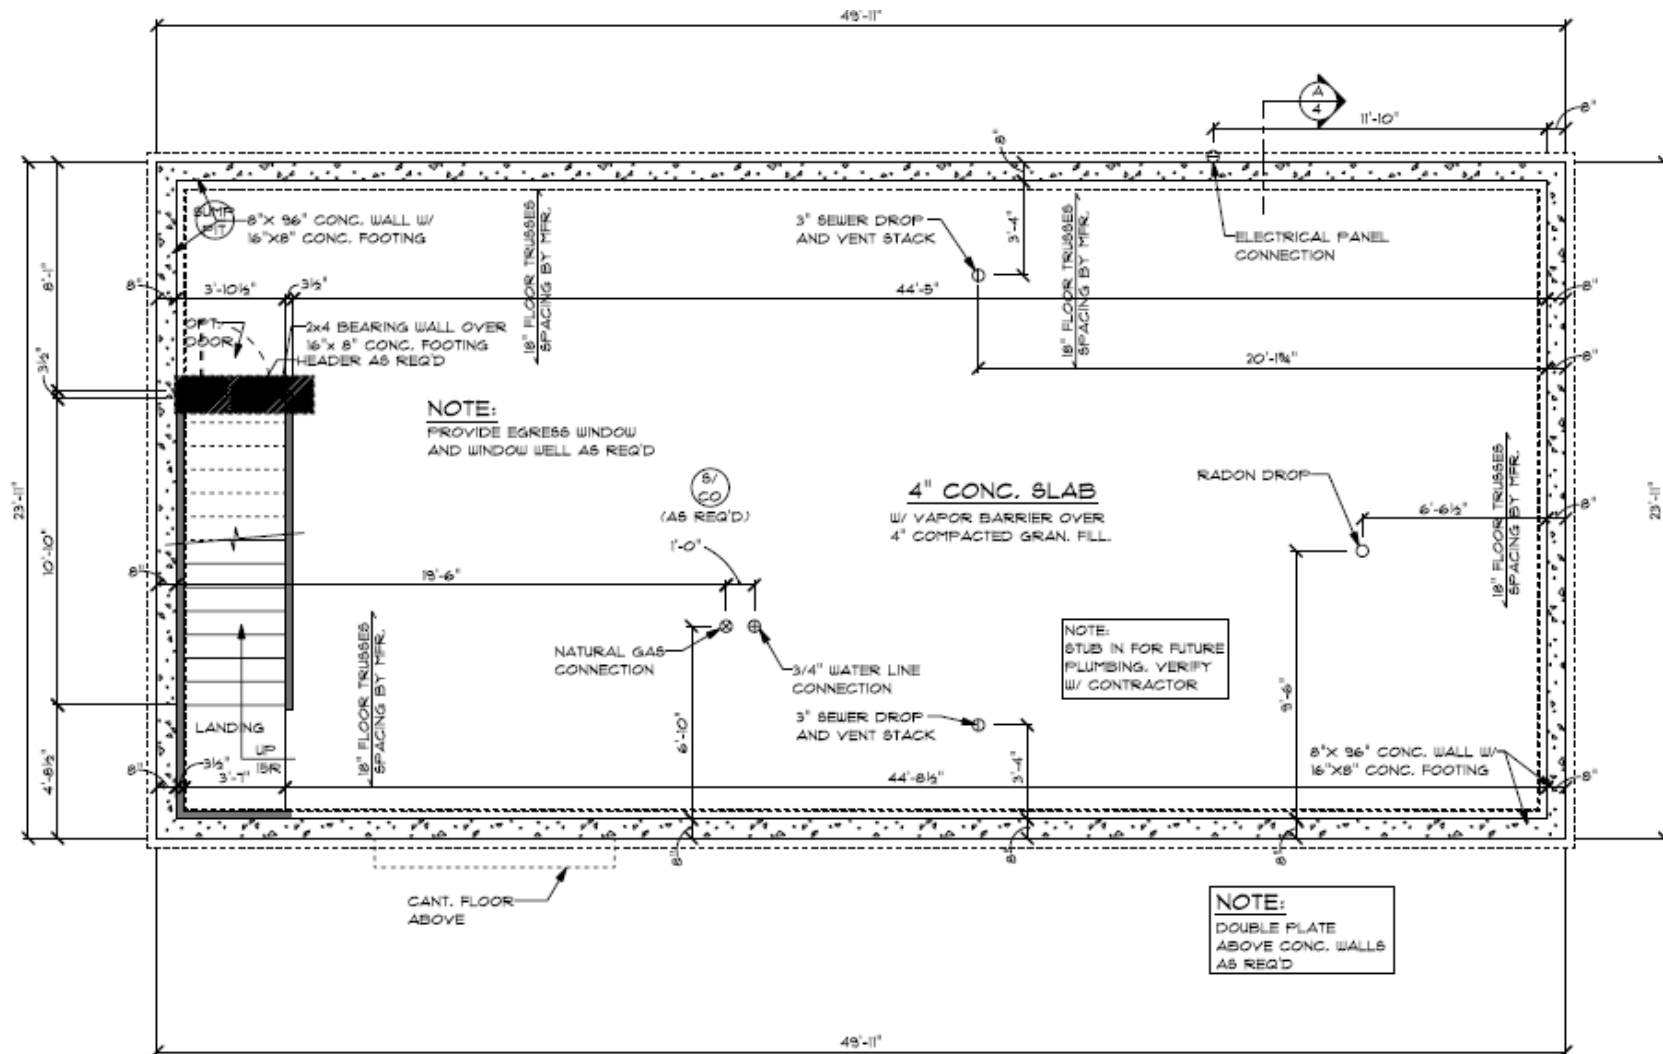 49'-11"
A
4
11'-10"
8"
8"
SUMP
PIT
8"X 96" CONC. WALL W/
16"X8" CONC. FOOTING
18" FLOOR TRUSSES
SPACING BY MFR.
3" SEWER DROP
AND VENT STACK
3'-4"
18" FLOOR TRUSSES
SPACING BY MFR.
ELECTRICAL PANEL
CONNECTION
8'-1"
8"
3'-10½"
3½"
44'-5"
8"
OPT.
DOOR
2x4 BEARING WALL OVER
16"x 8" CONC. FOOTING
HEADER AS REQ'D
3½"
20'-1¾"
8"
NOTE:
PROVIDE EGRESS WINDOW
AND WINDOW WELL AS REQ'D
S/
CO
(AS REQ'D)
4" CONC. SLAB
W/ VAPOR BARRIER OVER
4" COMPACTED GRAN. FILL.
RADON DROP
6'-6½"
8"
18" FLOOR TRUSSES
SPACING BY MFR.
23'-11"
23'-11"
10'-10"
8"
19'-6"
1'-0"
NATURAL GAS
CONNECTION
3/4" WATER LINE
CONNECTION
NOTE:
STUB IN FOR FUTURE
PLUMBING. VERIFY
W/ CONTRACTOR
18" FLOOR TRUSSES
SPACING BY MFR.
6'-10"
3" SEWER DROP
AND VENT STACK
9'-6"
LANDING
UP
4'-8½"
8"
3½"
3'-7"
44'-8½"
3'-4"
8"X 96" CONC. WALL W/
16"X8" CONC. FOOTING
8"
8"
8"
8"
CANT. FLOOR
ABOVE
NOTE:
DOUBLE PLATE
ABOVE CONC. WALLS
AS REQ'D
49'-11"